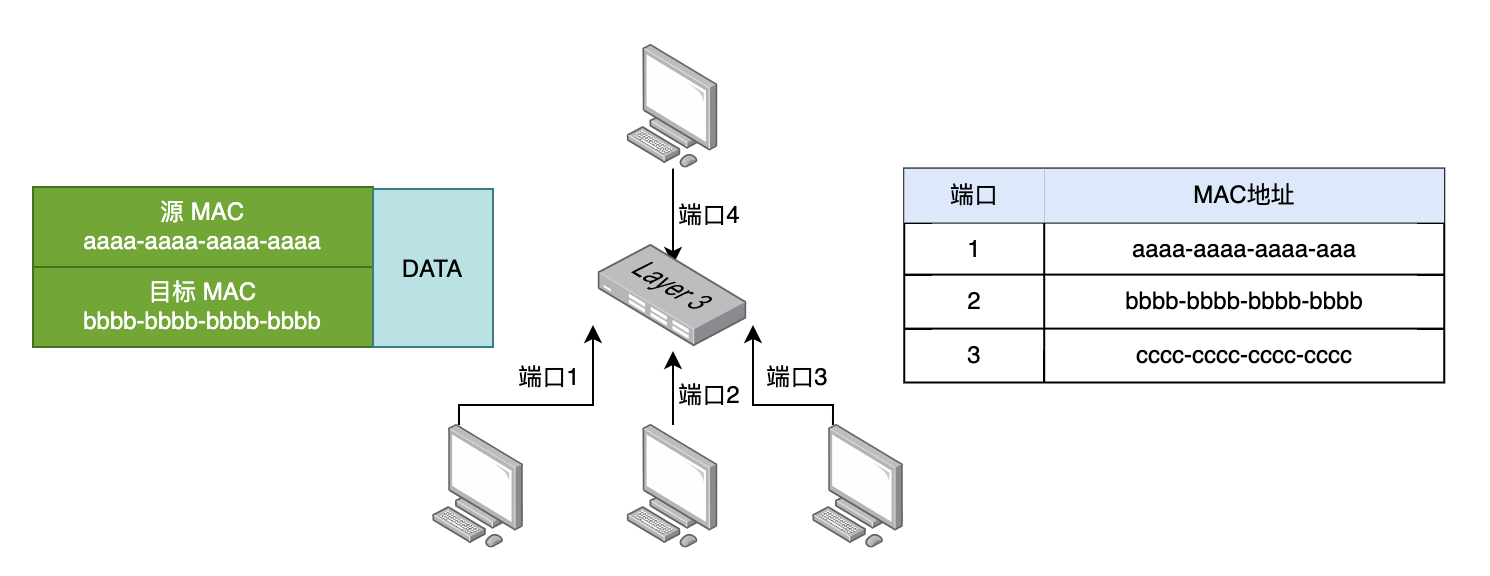 源 MAC
aaaa-aaaa-aaaa-aaaa
目标 MAC
bbbb-bbbb-bbbb-bbbb
DATA
端口4
Layer 3
端口1
端口2
端口3
端口 MAC地址
1 aaaa-aaaa-aaaa-aaa
2 bbbb-bbbb-bbbb-bbbb
3 cccc-cccc-cccc-cccc